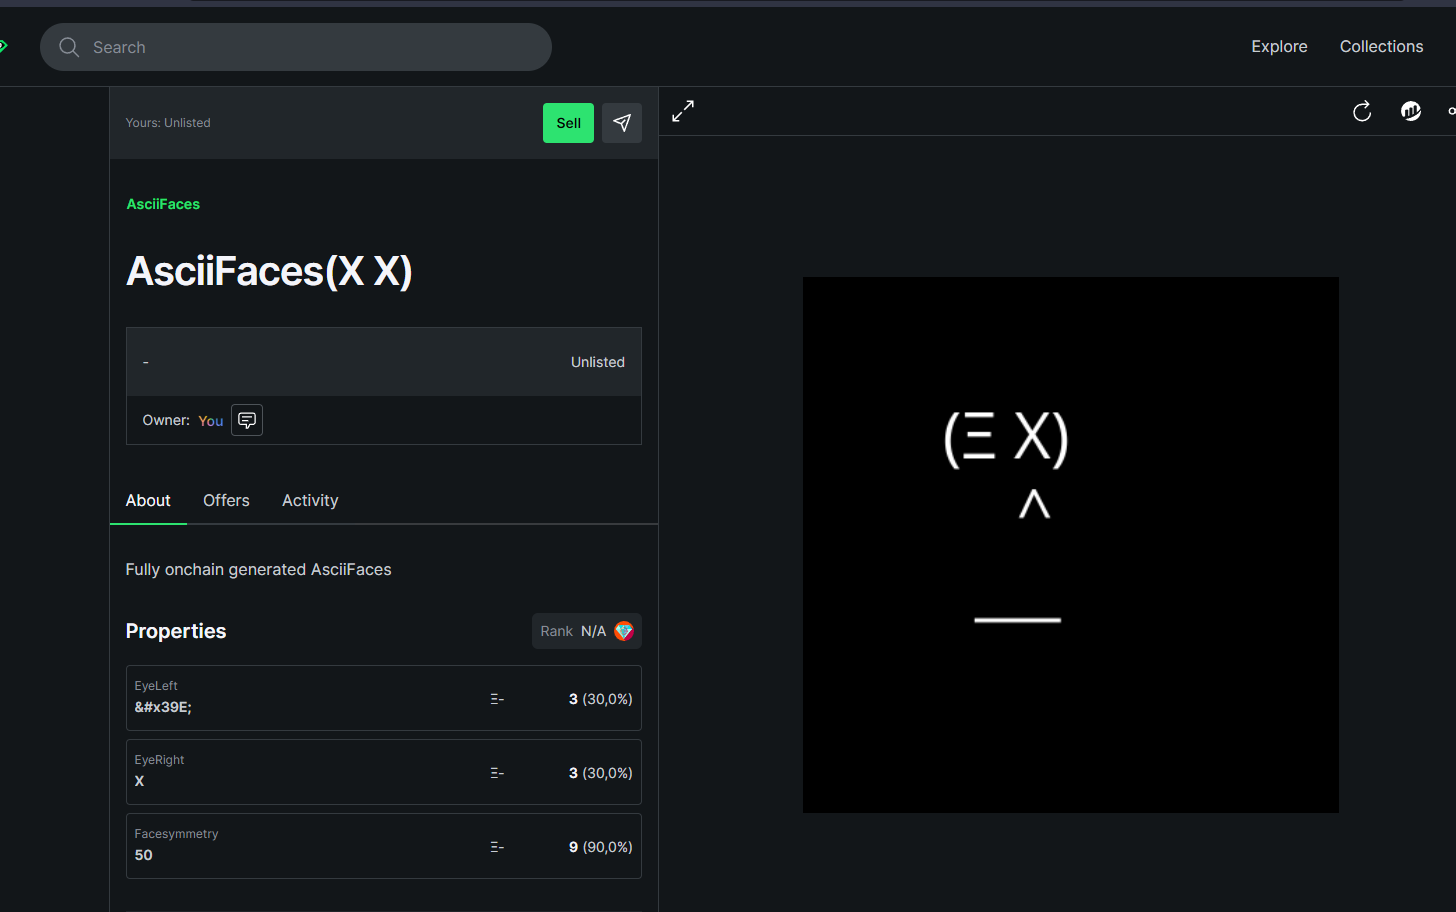 Search
Explore
Collections
Yours: Unlisted
Sell
AsciiFaces
AsciiFaces(X X)
-
Unlisted
Owner: You
About
Offers
Activity
Fully onchain generated AsciiFaces
Properties
Rank N/A
EyeLeft
&#x39E;
Ξ-
3 (30,0%)
EyeRight
X
Ξ-
3 (30,0%)
Facesymmetry
50
Ξ-
9 (90,0%)
(Ξ X)
^
__